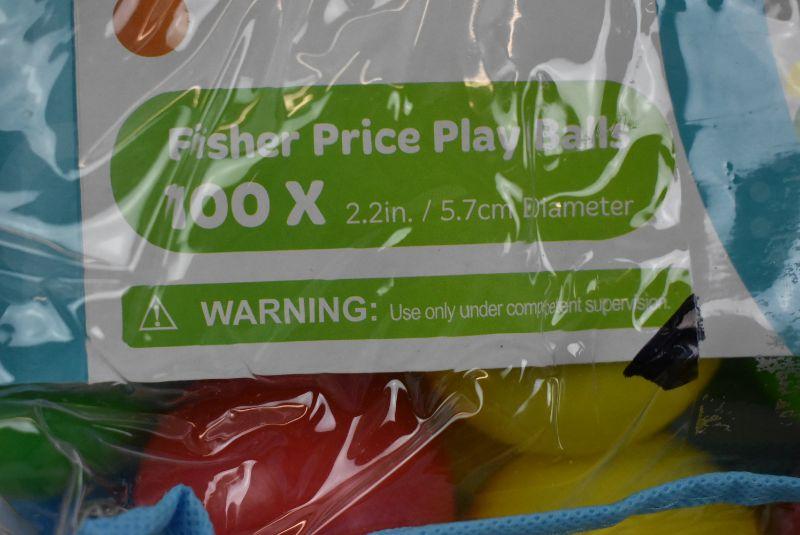 Fisher Price Play Balls
100 X 2.2in. / 5.7cm Diameter
WARNING: Use only under competent supervision.